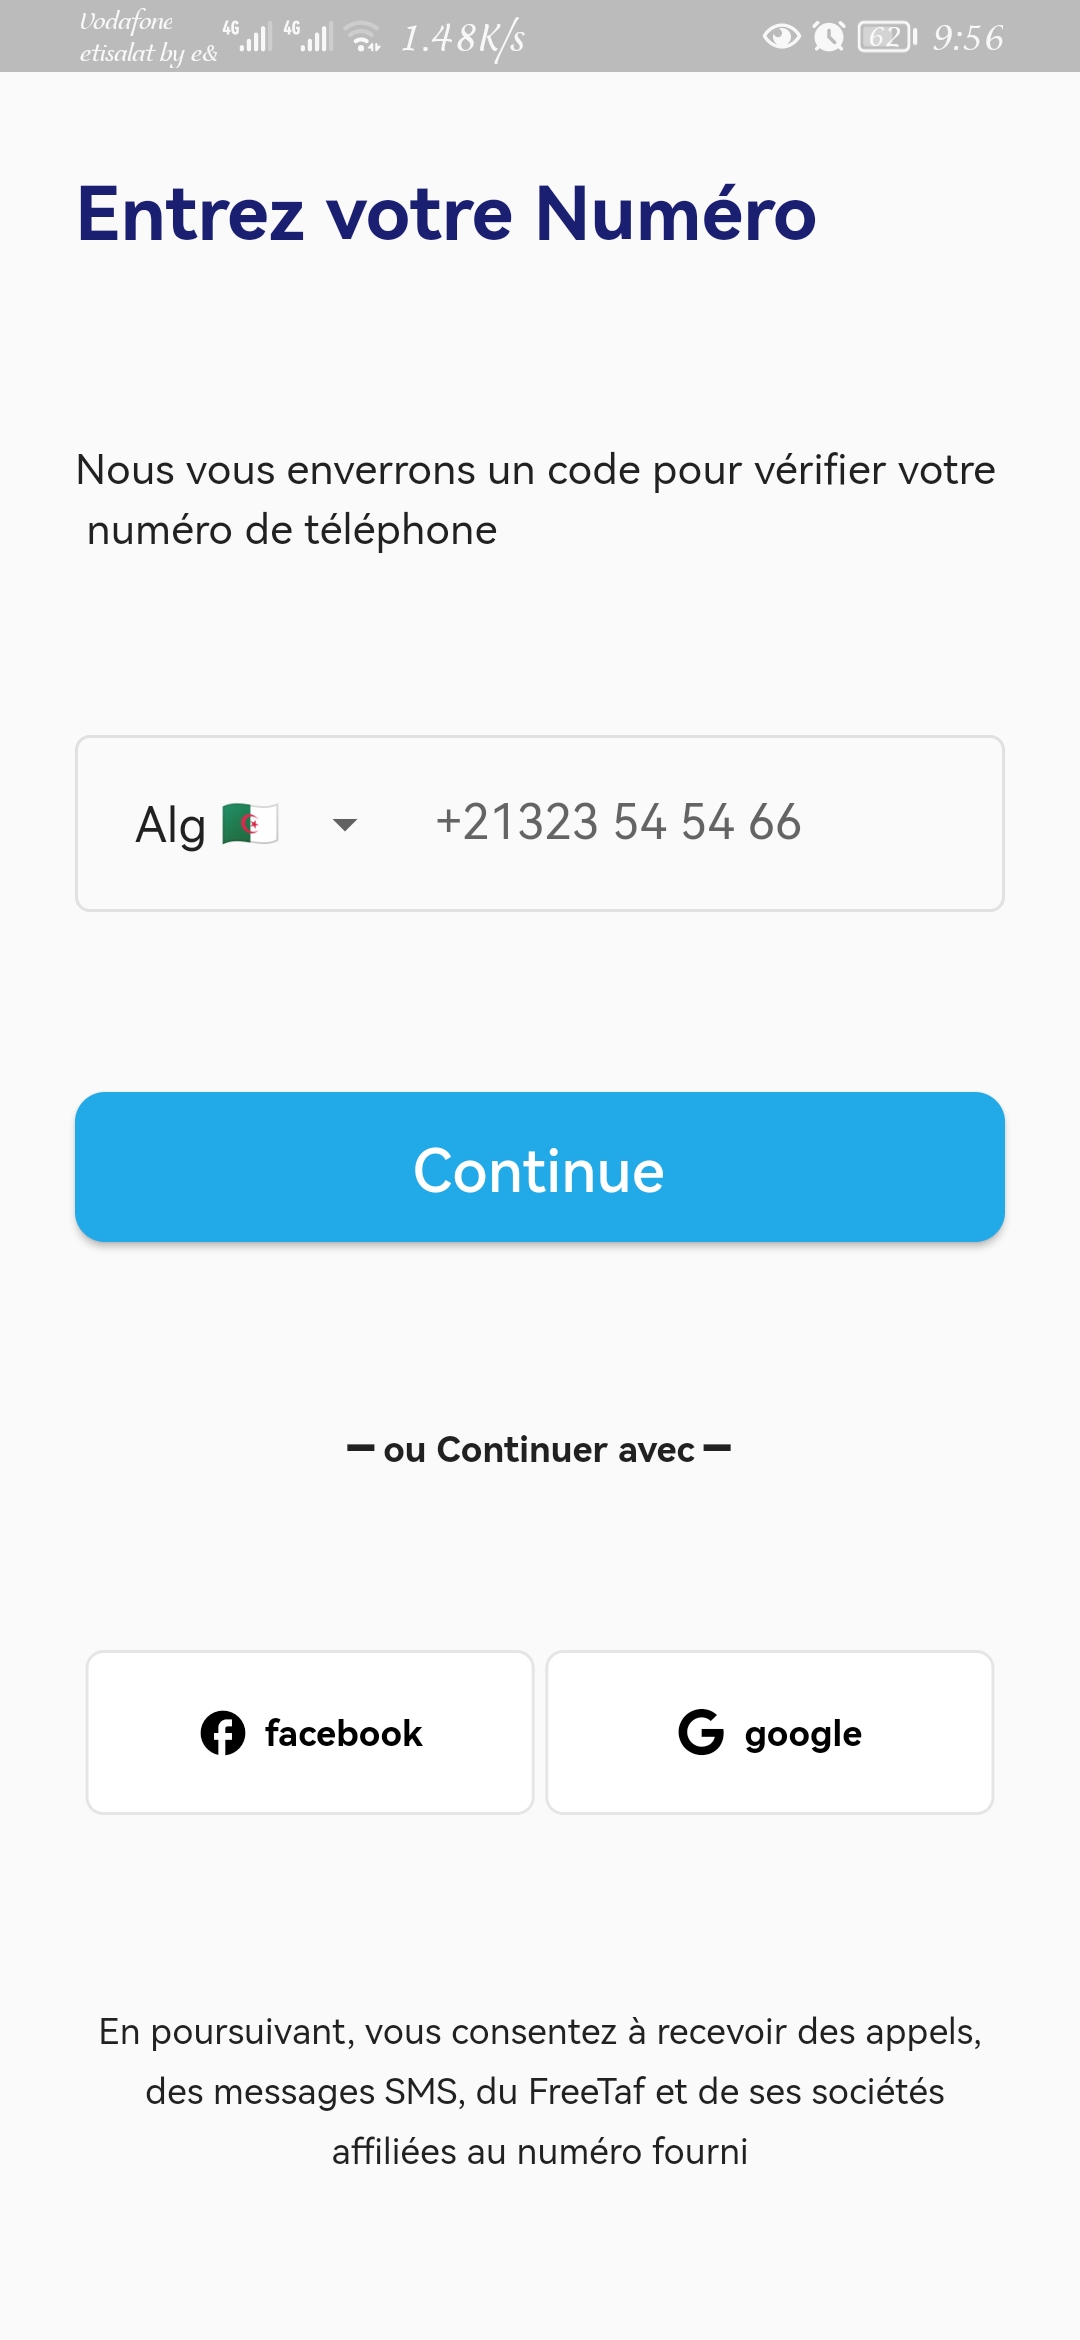 Vodafone
etisalat by e&
4G 4G 1.48K/s 62 9:56
Entrez votre Numéro
Nous vous enverrons un code pour vérifier votre
numéro de téléphone
Alg 🇩🇿 +21323 54 54 66
Continue
– ou Continuer avec –
facebook google
En poursuivant, vous consentez à recevoir des appels,
des messages SMS, du FreeTaf et de ses sociétés
affiliées au numéro fourni